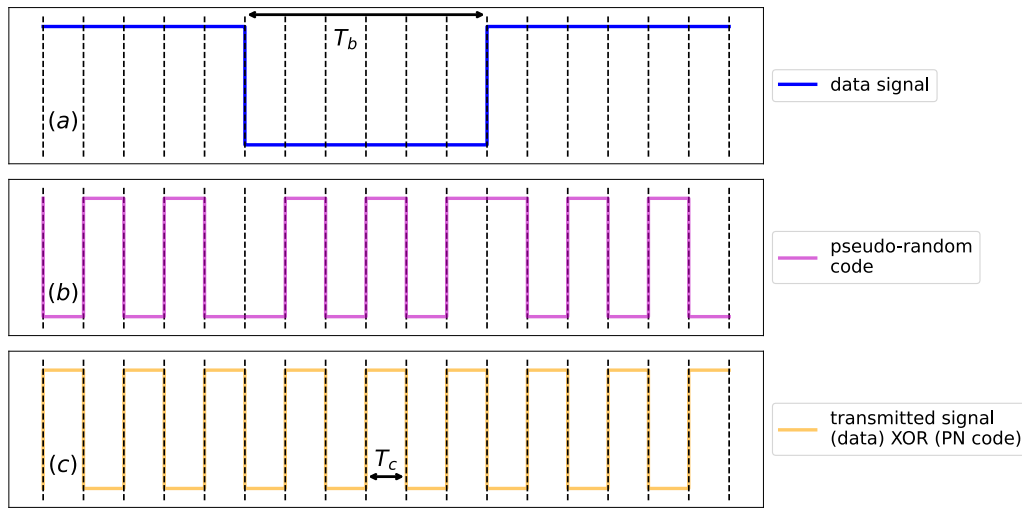 T_b
(a)
data signal
(b)
pseudo-random
code
T_c
(c)
transmitted signal
(data) XOR (PN code)